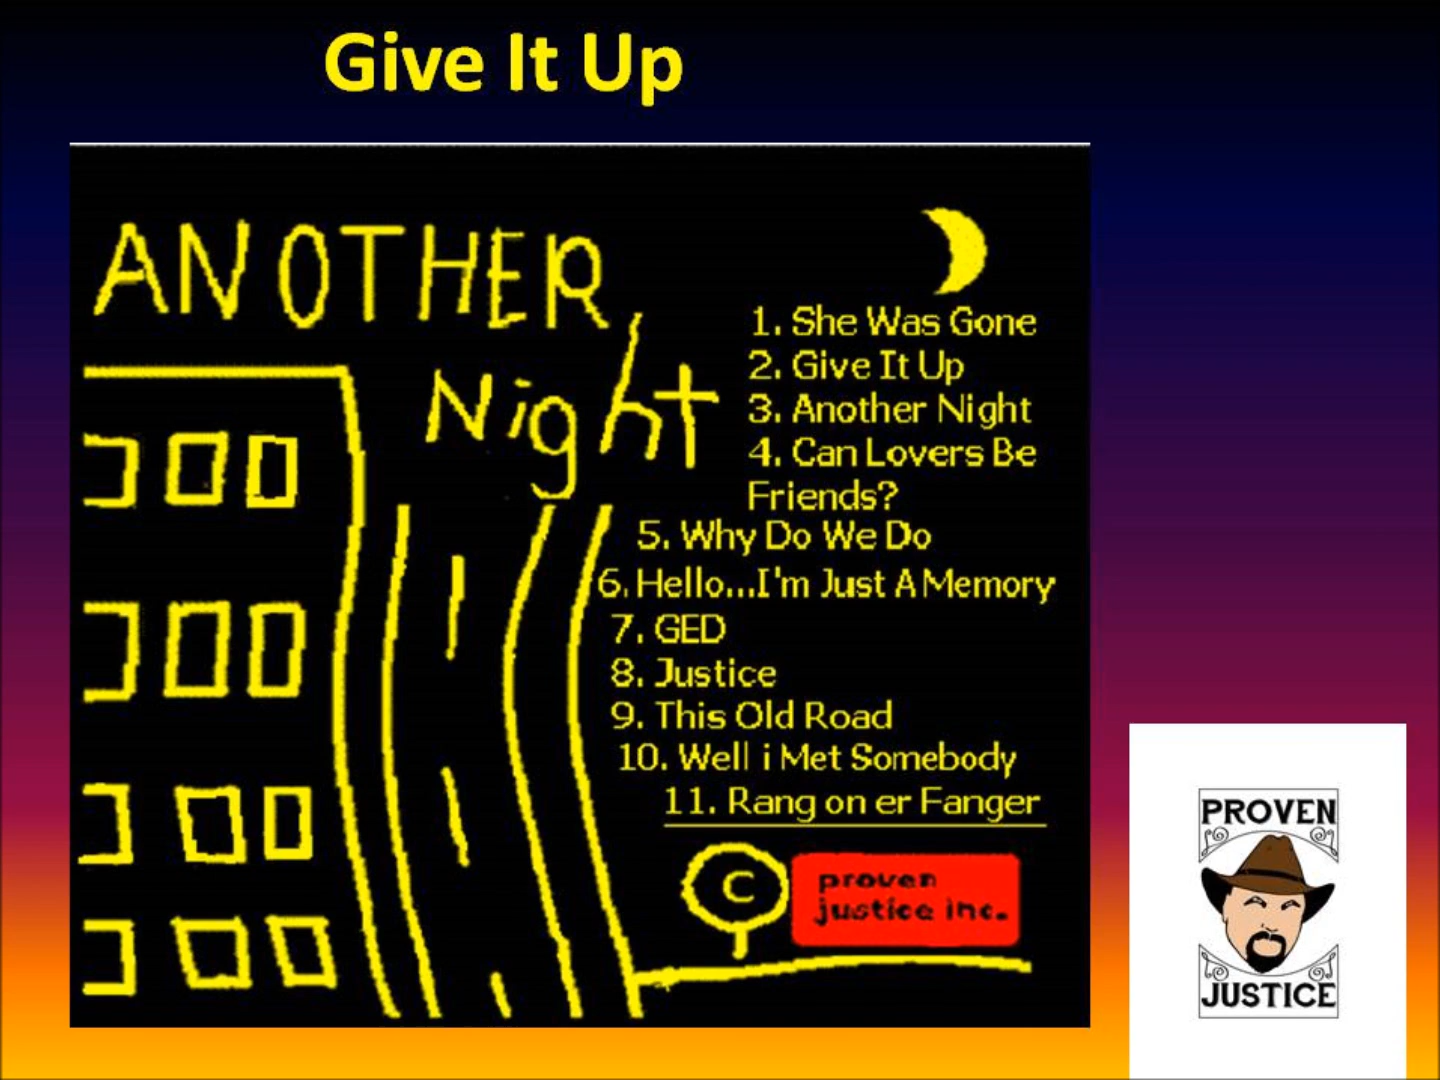 Give It Up
ANOTHER
Night
1. She Was Gone
2. Give It Up
3. Another Night
4. Can Lovers Be
Friends?
5. Why Do We Do
6. Hello...I'm Just A Memory
7. GED
8. Justice
9. This Old Road
10. Well i Met Somebody
11. Rang on er Fanger
C
proven
justice inc.
PROVEN
JUSTICE